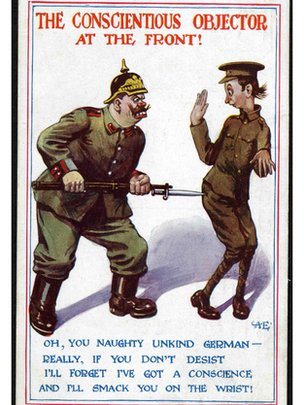 THE CONSCIENTIOUS OBJECTOR
AT THE FRONT!
OH, YOU NAUGHTY UNKIND GERMAN—
REALLY, IF YOU DON'T DESIST
I'LL FORGET I'VE GOT A CONSCIENCE,
AND I'LL SMACK YOU ON THE WRIST!